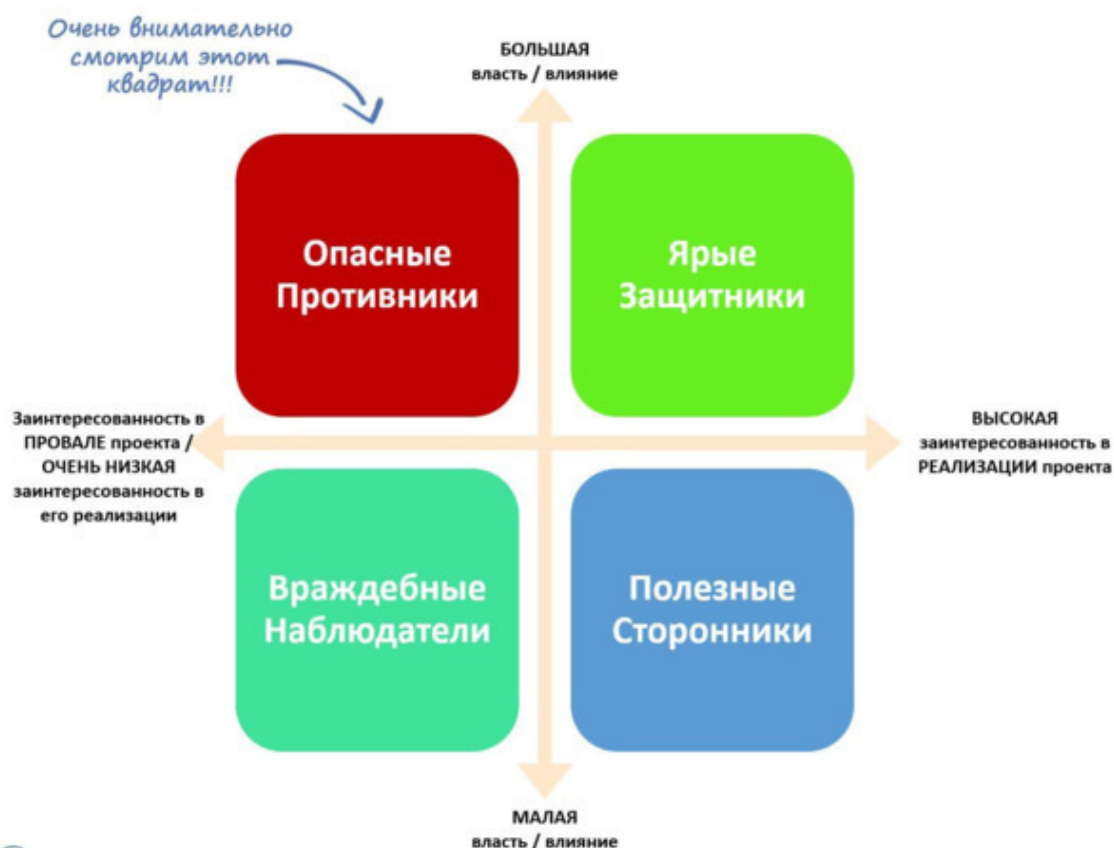 Очень внимательно
смотрим этот
квадрат!!!
БОЛЬШАЯ
власть / влияние
Опасные
Противники
Ярые
Защитники
Заинтересованность в
ПРОВАЛЕ проекта /
ОЧЕНЬ НИЗКАЯ
заинтересованность в
его реализации
ВЫСОКАЯ
заинтересованность в
РЕАЛИЗАЦИИ проекта
Враждебные
Наблюдатели
Полезные
Сторонники
МАЛАЯ
власть / влияние